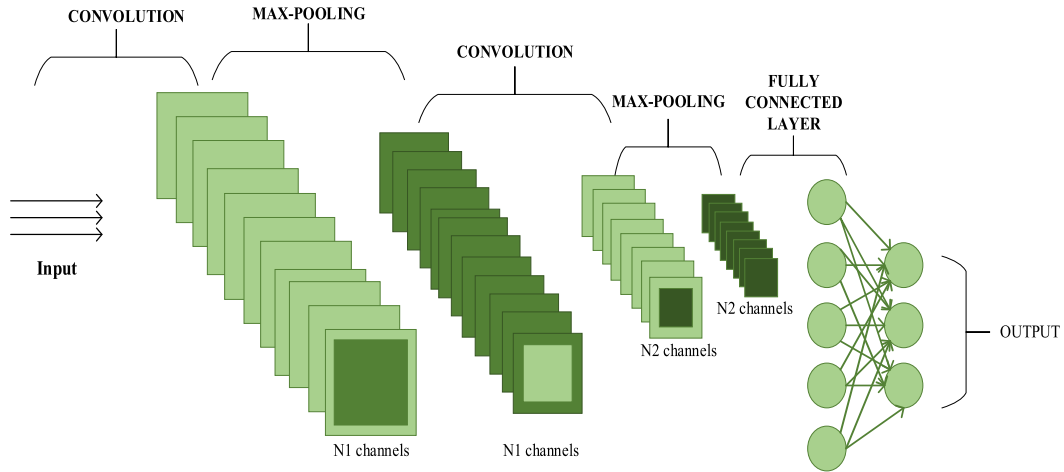 CONVOLUTION
MAX-POOLING
CONVOLUTION
MAX-POOLING
FULLY
CONNECTED
LAYER
Input
N1 channels
N1 channels
N2 channels
N2 channels
OUTPUT